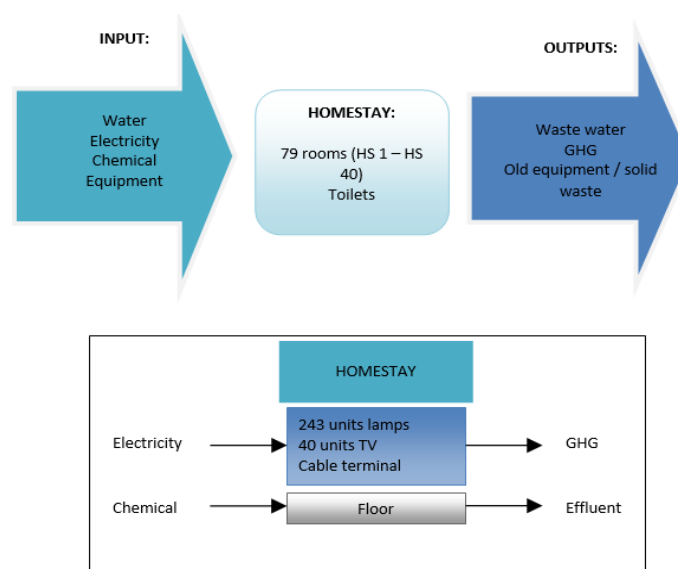 INPUT:
Water
Electricity
Chemical
Equipment
HOMESTAY:
79 rooms (HS 1 – HS
40)
Toilets
OUTPUTS:
Waste water
GHG
Old equipment / solid
waste
HOMESTAY
Electricity
243 units lamps
40 units TV
Cable terminal
GHG
Chemical
Floor
Effluent